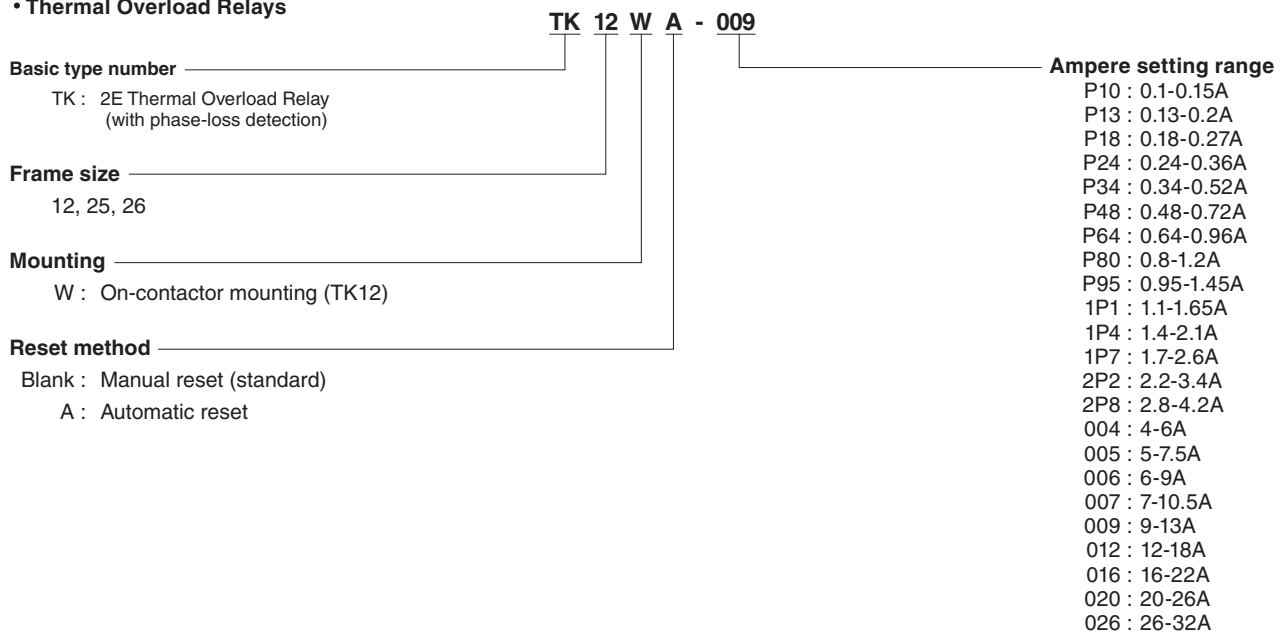 • Thermal Overload Relays
TK 12 W A - 009
Basic type number
TK : 2E Thermal Overload Relay
(with phase-loss detection)
Frame size
12, 25, 26
Mounting
W : On-contactor mounting (TK12)
Reset method
Blank : Manual reset (standard)
A : Automatic reset
Ampere setting range
P10 : 0.1-0.15A
P13 : 0.13-0.2A
P18 : 0.18-0.27A
P24 : 0.24-0.36A
P34 : 0.34-0.52A
P48 : 0.48-0.72A
P64 : 0.64-0.96A
P80 : 0.8-1.2A
P95 : 0.95-1.45A
1P1 : 1.1-1.65A
1P4 : 1.4-2.1A
1P7 : 1.7-2.6A
2P2 : 2.2-3.4A
2P8 : 2.8-4.2A
004 : 4-6A
005 : 5-7.5A
006 : 6-9A
007 : 7-10.5A
009 : 9-13A
012 : 12-18A
016 : 16-22A
020 : 20-26A
026 : 26-32A